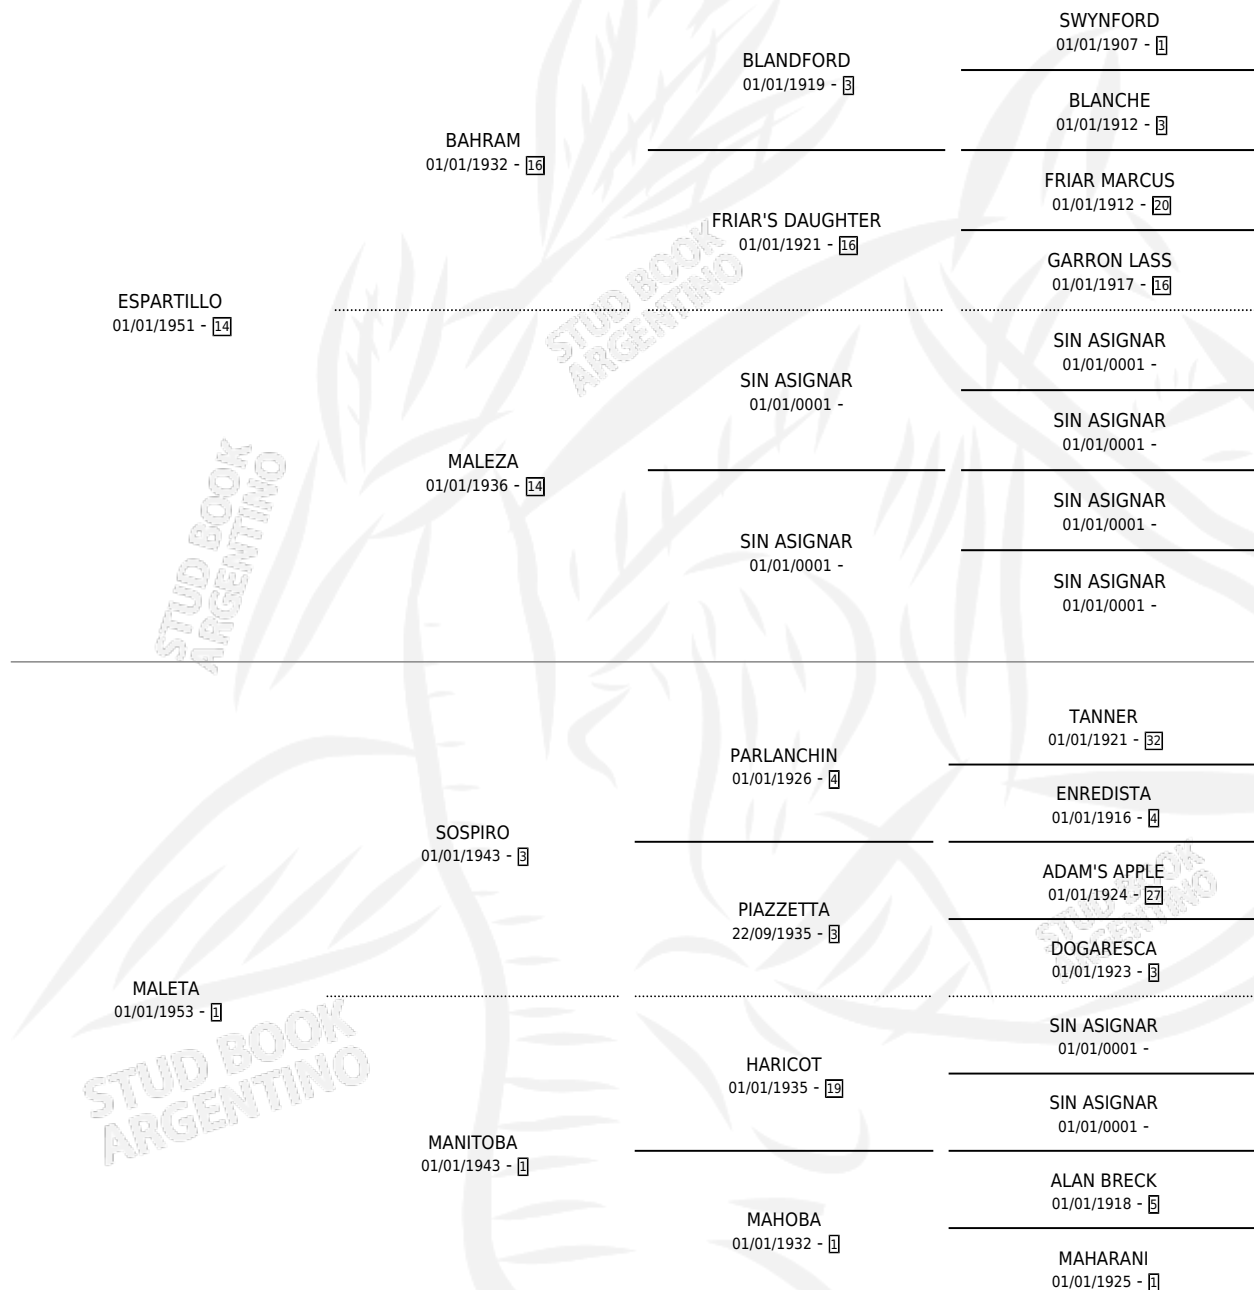 SWYNFORD
01/01/1907 - 1
BLANDFORD
01/01/1919 - 3
BLANCHE
01/01/1912 - 3
BAHRAM
01/01/1932 - 16
FRIAR MARCUS
01/01/1912 - 20
FRIAR'S DAUGHTER
01/01/1921 - 16
GARRON LASS
01/01/1917 - 16
ESPARTILLO
01/01/1951 - 14
STUD BOOK
ARGENTINO
SIN ASIGNAR
01/01/0001 -
SIN ASIGNAR
01/01/0001 -
SIN ASIGNAR
01/01/0001 -
MALEZA
01/01/1936 - 14
SIN ASIGNAR
01/01/0001 -
SIN ASIGNAR
01/01/0001 -
SIN ASIGNAR
01/01/0001 -
STUD BOOK
ARGENTINO
TANNER
01/01/1921 - 32
PARLANCHIN
01/01/1926 - 4
ENREDISTA
01/01/1916 - 4
SOSPIRO
01/01/1943 - 3
ADAM'S APPLE
01/01/1924 - 27
PIAZZETTA
22/09/1935 - 3
STUD BOOK
ARGENTINO
DOGARESCA
01/01/1923 - 3
MALETA
01/01/1953 - 1
STUD BOOK
ARGENTINO
SIN ASIGNAR
01/01/0001 -
HARICOT
01/01/1935 - 19
SIN ASIGNAR
01/01/0001 -
MANITOBA
01/01/1943 - 1
ALAN BRECK
01/01/1918 - 5
MAHOBA
01/01/1932 - 1
MAHARANI
01/01/1925 - 1